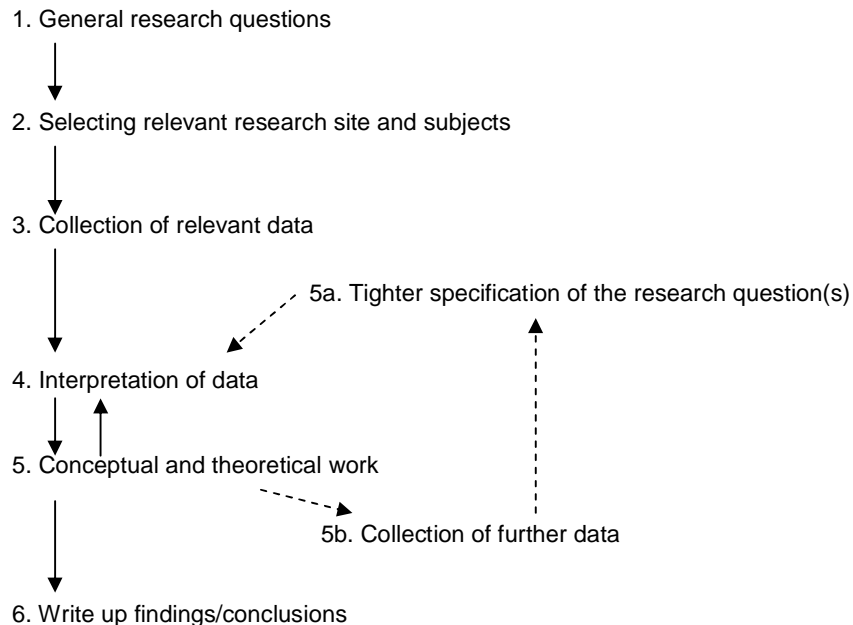 1. General research questions
2. Selecting relevant research site and subjects
3. Collection of relevant data
5a. Tighter specification of the research question(s)
4. Interpretation of data
5. Conceptual and theoretical work
5b. Collection of further data
6. Write up findings/conclusions